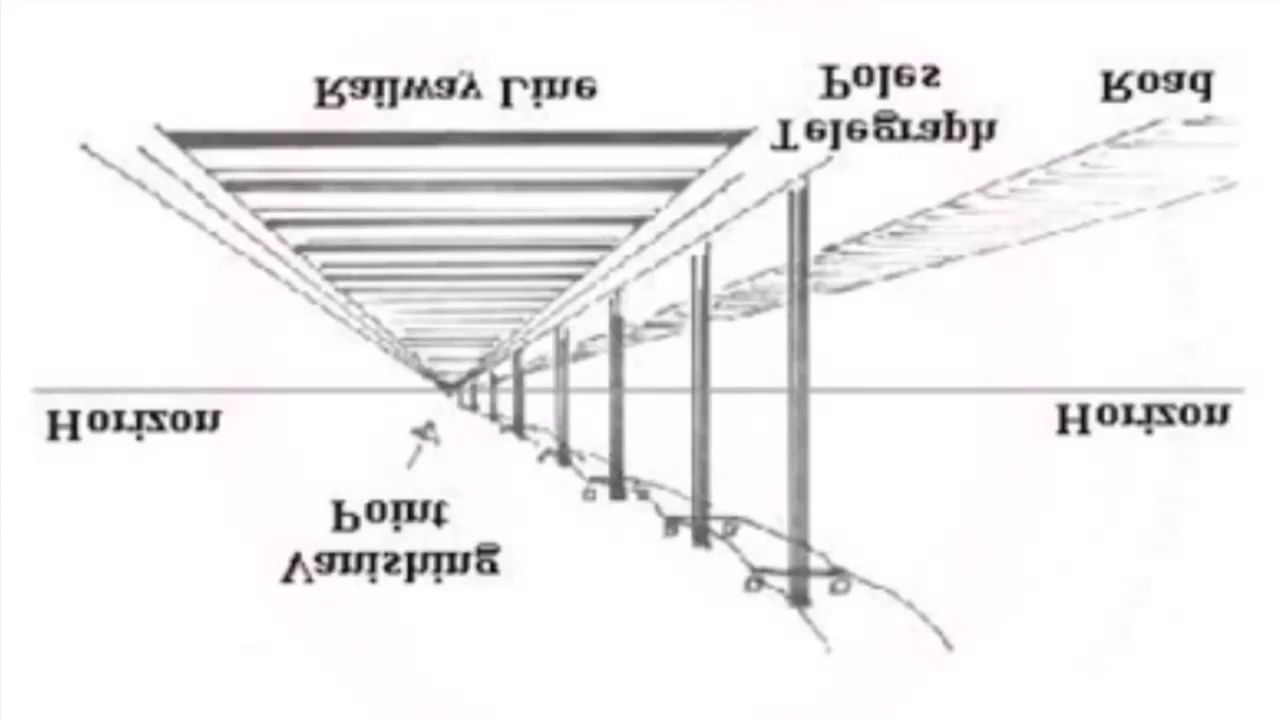 Vanishing
Point
Horizon
Horizon
Railway Line
Telegraph
Poles
Road